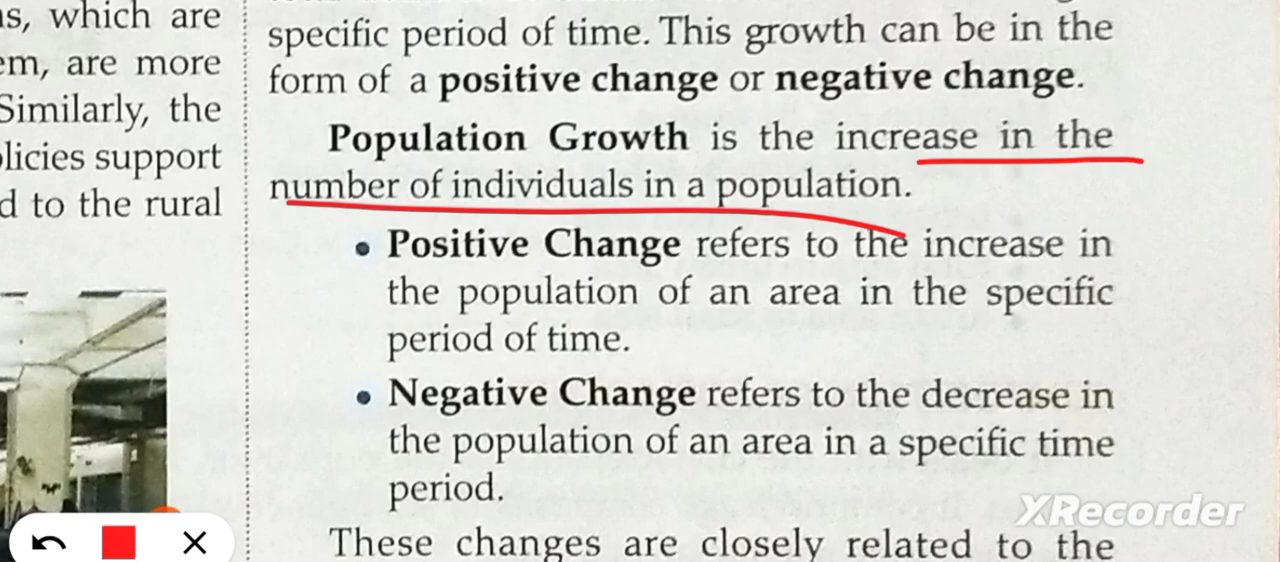 which are
are more
Similarly, the
support
d to the rural
specific period of time. This growth can be in the
form of a positive change or negative change.
Population Growth is the increase in the
number of individuals in a population.
• Positive Change refers to the increase in
the population of an area in the specific
period of time.
• Negative Change refers to the decrease in
the population of an area in a specific time
period.
These changes are closely related to the
XRecorder